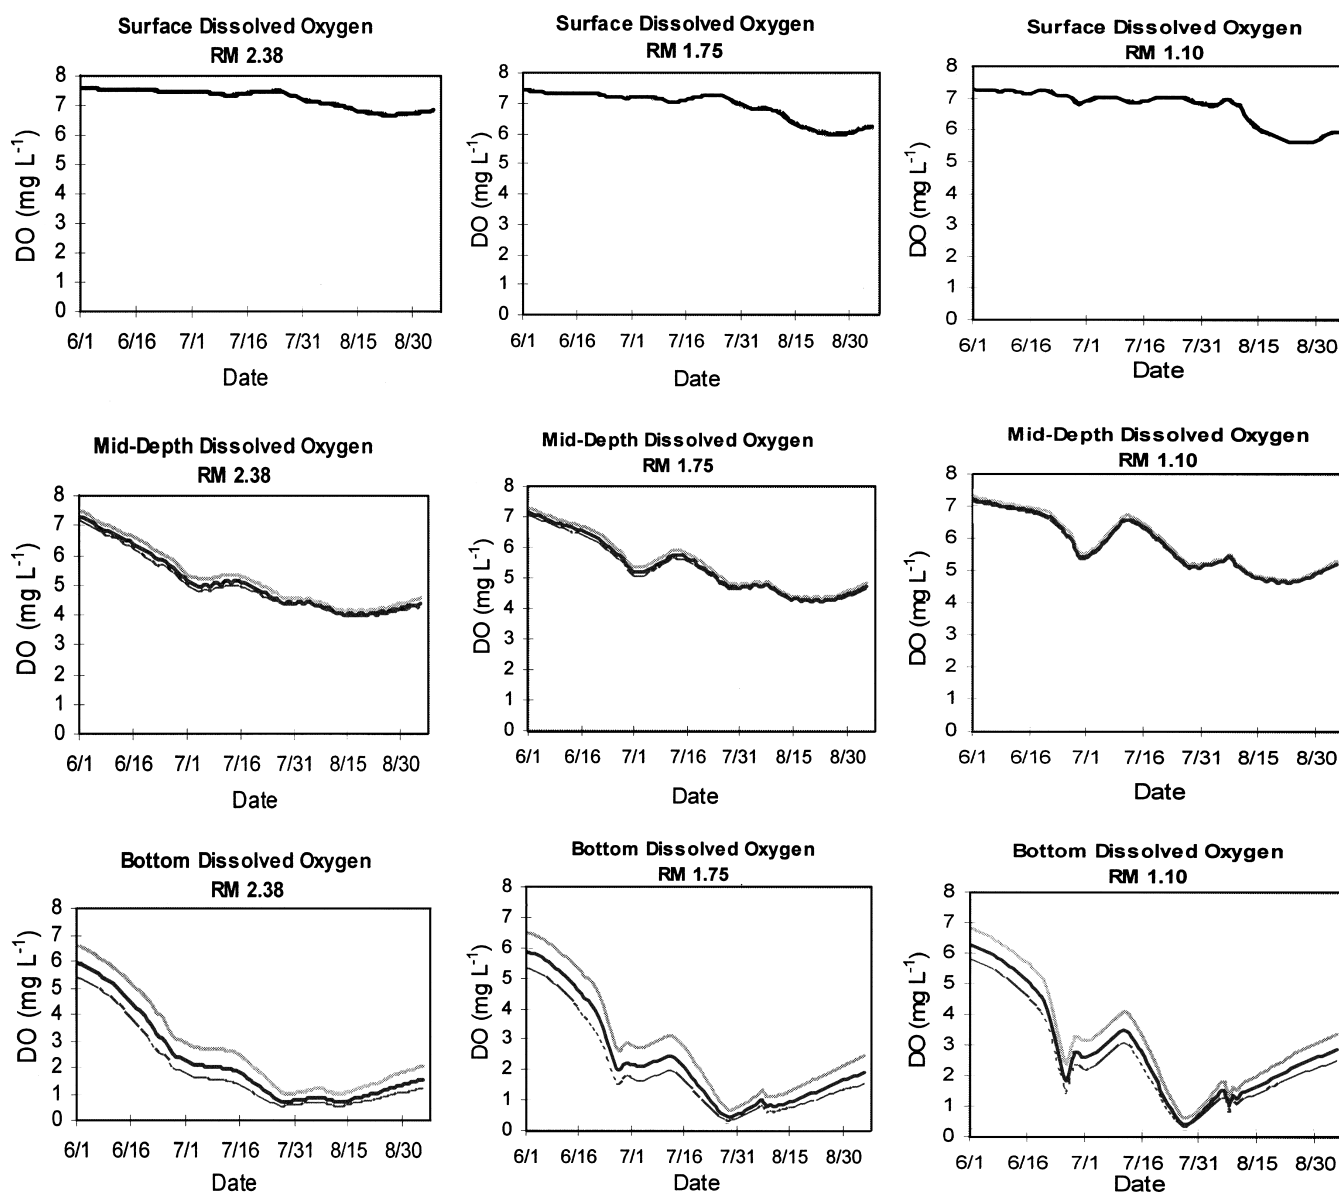 Surface Dissolved Oxygen
RM 2.38
8
7
6
5
4
3
2
1
0
DO (mg L⁻¹)
6/1 6/16 7/1 7/16 7/31 8/15 8/30
Date
Surface Dissolved Oxygen
RM 1.75
8
7
6
5
4
3
2
1
0
DO (mg L⁻¹)
6/1 6/16 7/1 7/16 7/31 8/15 8/30
Date
Surface Dissolved Oxygen
RM 1.10
8
7
6
5
4
3
2
1
0
DO (mg L⁻¹)
6/1 6/16 7/1 7/16 7/31 8/15 8/30
Date
Mid-Depth Dissolved Oxygen
RM 2.38
8
7
6
5
4
3
2
1
0
DO (mg L⁻¹)
6/1 6/16 7/1 7/16 7/31 8/15 8/30
Date
Mid-Depth Dissolved Oxygen
RM 1.75
8
7
6
5
4
3
2
1
0
DO (mg L⁻¹)
6/1 6/16 7/1 7/16 7/31 8/15 8/30
Date
Mid-Depth Dissolved Oxygen
RM 1.10
8
7
6
5
4
3
2
1
0
DO (mg L⁻¹)
6/1 6/16 7/1 7/16 7/31 8/15 8/30
Date
Bottom Dissolved Oxygen
RM 2.38
8
7
6
5
4
3
2
1
0
DO (mg L⁻¹)
6/1 6/16 7/1 7/16 7/31 8/15 8/30
Date
Bottom Dissolved Oxygen
RM 1.75
8
7
6
5
4
3
2
1
0
DO (mg L⁻¹)
6/1 6/16 7/1 7/16 7/31 8/15 8/30
Date
Bottom Dissolved Oxygen
RM 1.10
8
7
6
5
4
3
2
1
0
DO (mg L⁻¹)
6/1 6/16 7/1 7/16 7/31 8/15 8/30
Date